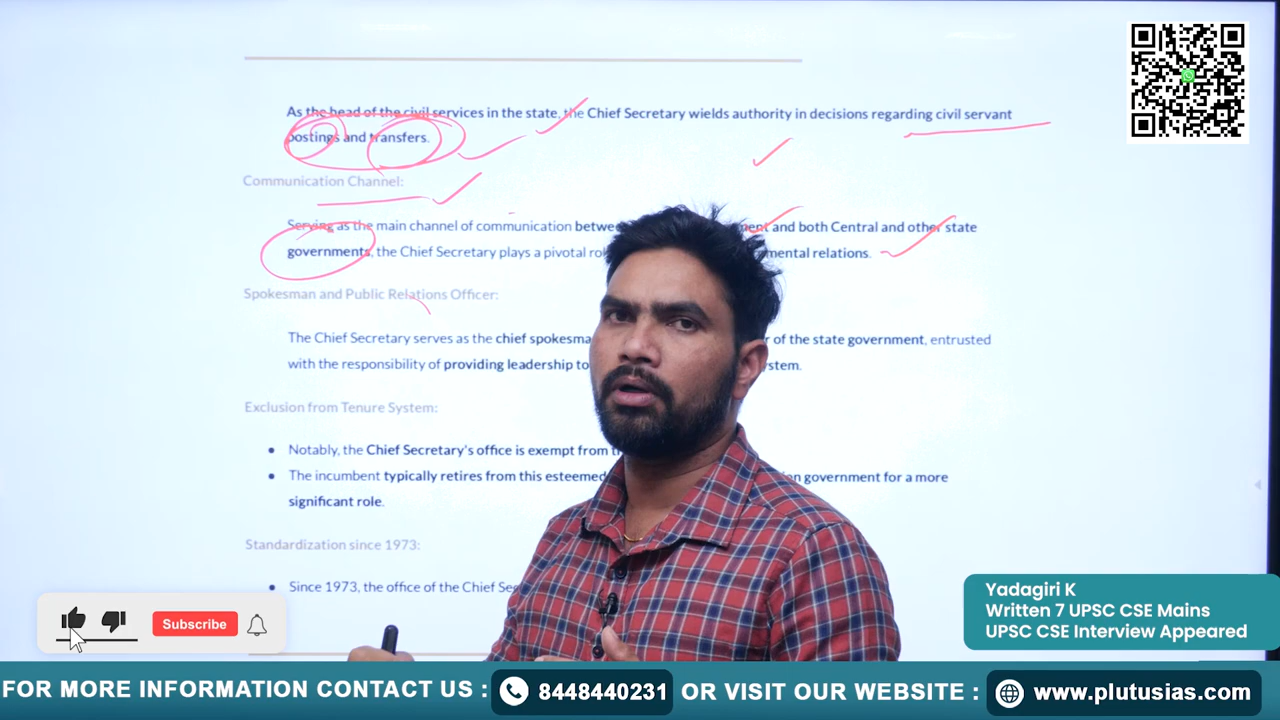 As the head of the civil services in the state, the Chief Secretary wields authority in decisions regarding civil servant
postings and transfers.
Communication Channel:
Serving as the main channel of communication and both Central and other state
governments, the Chief Secretary plays a pivotal relations.
Spokesman and Public Relations Officer:
The Chief Secretary serves as the chief of the state government, entrusted
with the responsibility of providing leadership to
Exclusion from Tenure System:
• Notably, the Chief Secretary's office is exempt from
• The incumbent typically retires from this esteemed government for a more
significant role.
Standardization since 1973:
• Since 1973, the office of the Chief
Subscribe
Yadagiri K
Written 7 UPSC CSE Mains
UPSC CSE Interview Appeared
FOR MORE INFORMATION CONTACT US : 8448440231 OR VISIT OUR WEBSITE : www.plutusias.com